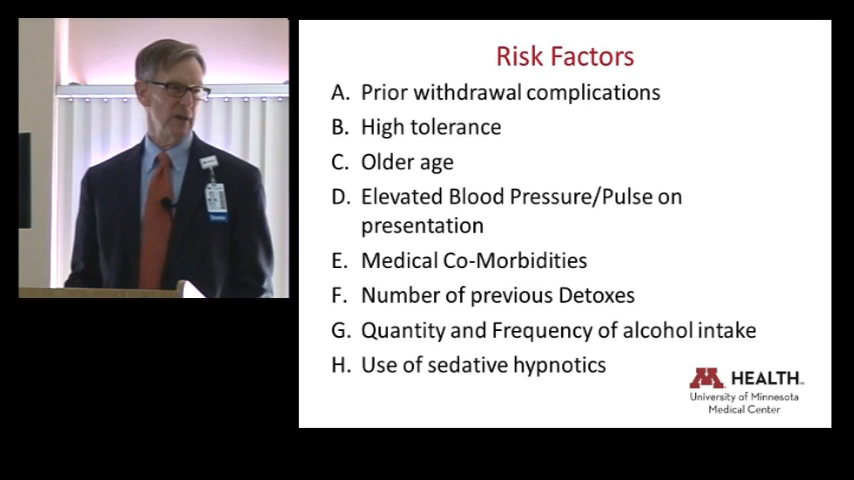 Risk Factors
A. Prior withdrawal complications
B. High tolerance
C. Older age
D. Elevated Blood Pressure/Pulse on
presentation
E. Medical Co-Morbidities
F. Number of previous Detoxes
G. Quantity and Frequency of alcohol intake
H. Use of sedative hypnotics
M HEALTH
University of Minnesota
Medical Center